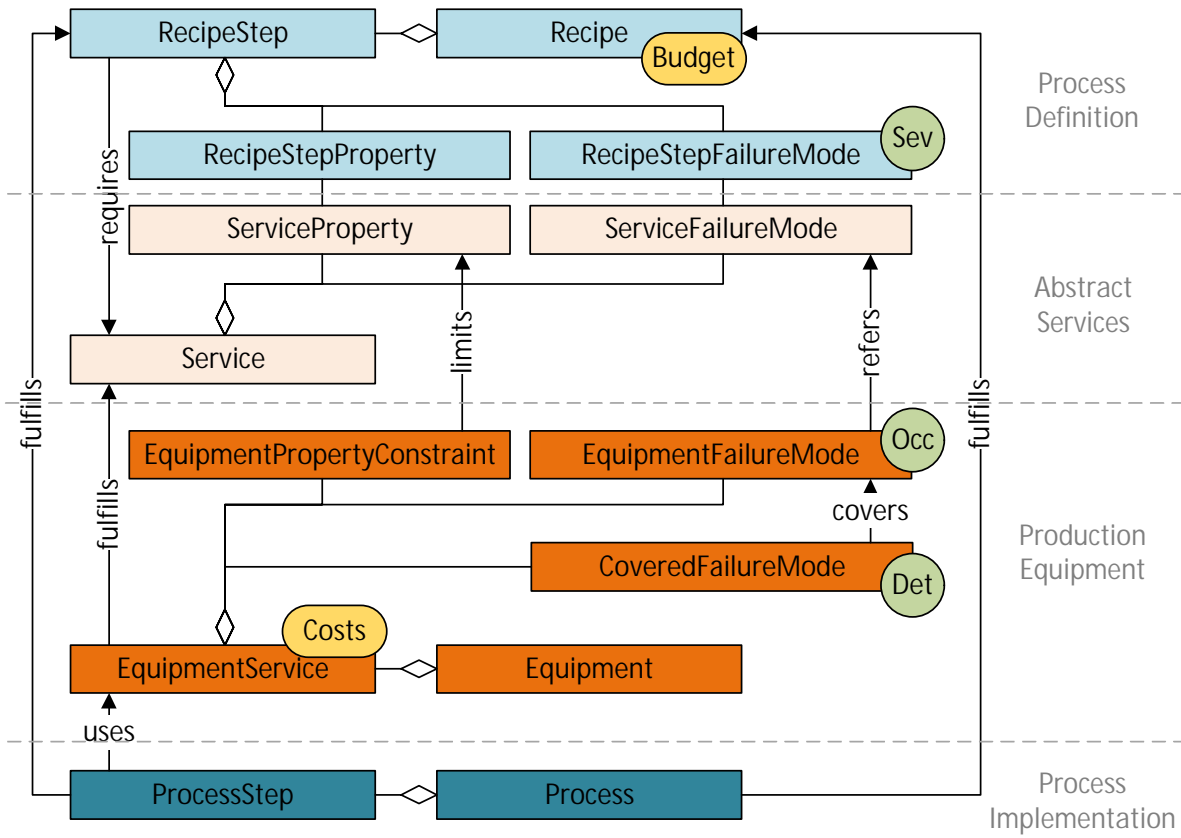 RecipeStep
Recipe
Budget
Process
Definition
RecipeStepProperty
RecipeStepFailureMode
Sev
requires
ServiceProperty
ServiceFailureMode
Abstract
Services
limits
refers
Service
fulfills
fulfills
EquipmentPropertyConstraint
EquipmentFailureMode
Occ
fulfills
covers
Production
Equipment
CoveredFailureMode
Det
Costs
EquipmentService
Equipment
uses
ProcessStep
Process
Process
Implementation